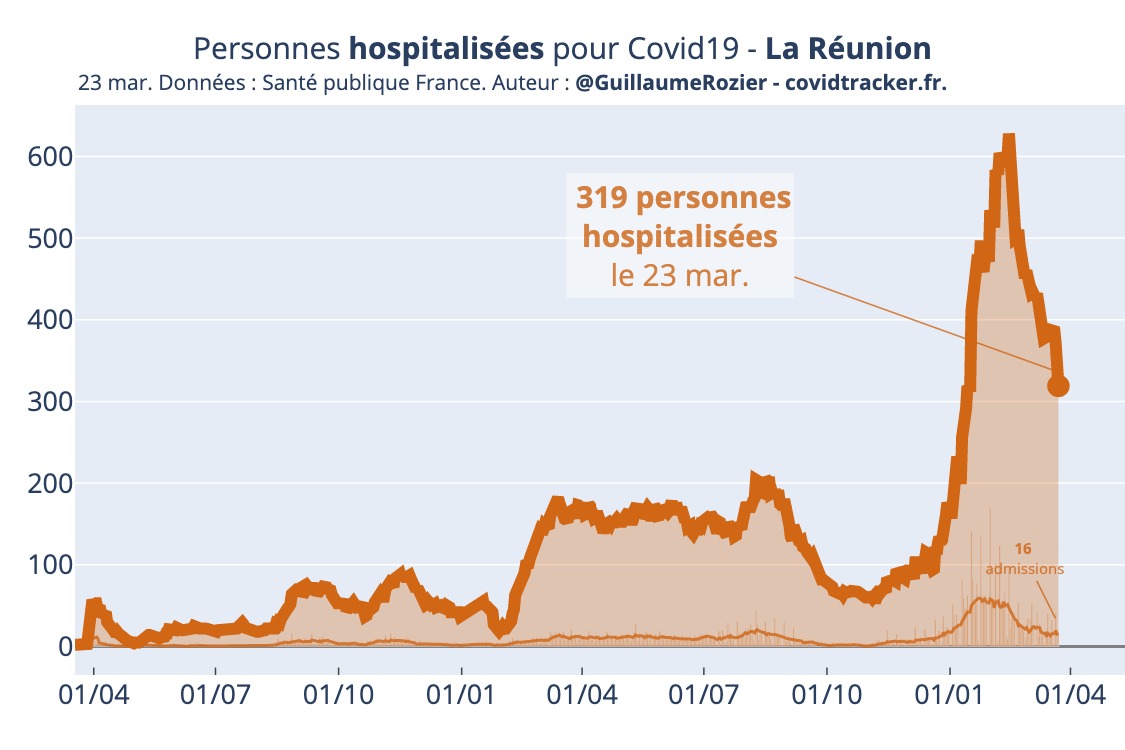 Personnes hospitalisées pour Covid19 - La Réunion
23 mar. Données : Santé publique France. Auteur : @GuillaumeRozier - covidtracker.fr.
600
500
400
300
200
100
0
319 personnes
hospitalisées
le 23 mar.
16
admissions
01/04 01/07 01/10 01/01 01/04 01/07 01/10 01/01 01/04